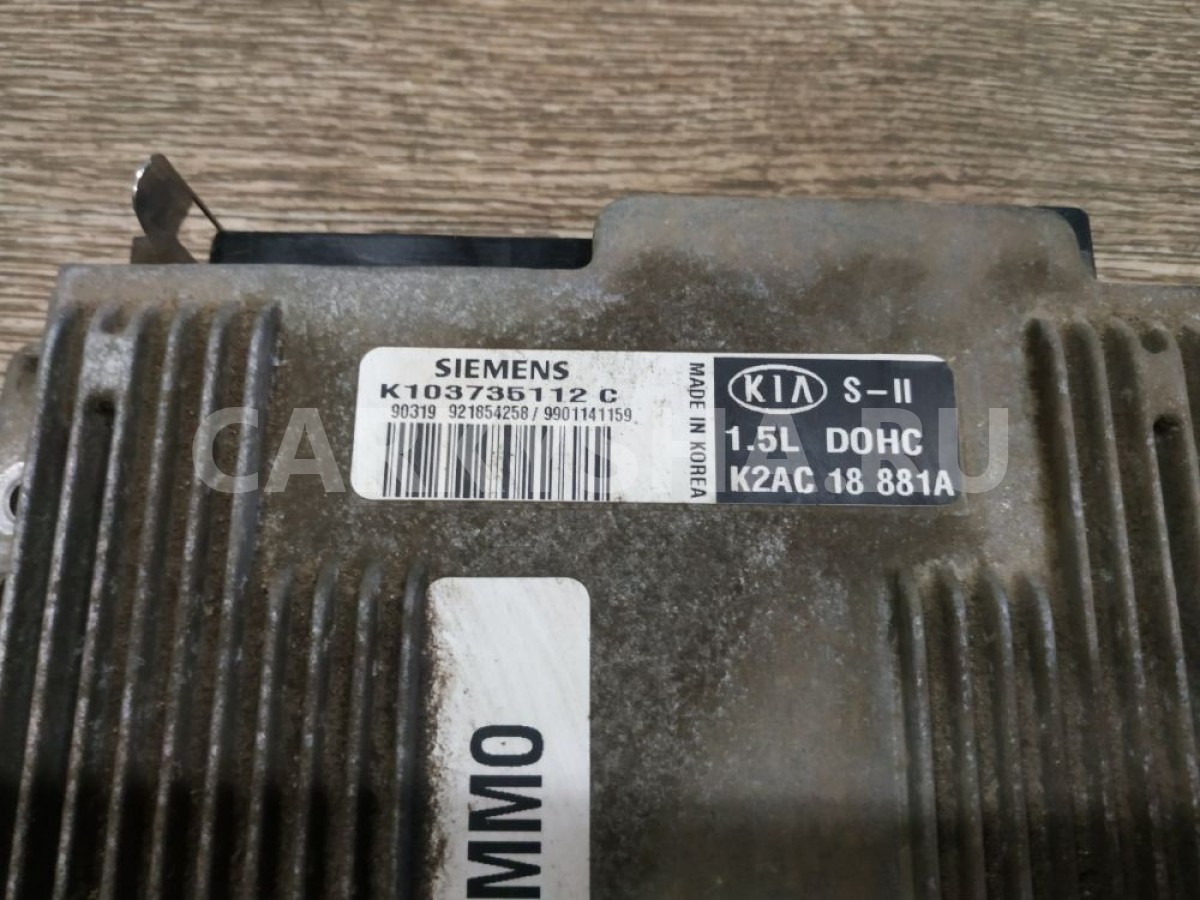 SIEMENS
K103735112 C
90319 921854258 / 9901141159
MADE IN KOREA
KIA S-II
1.5L DOHC
K2AC 18 881A
MMO